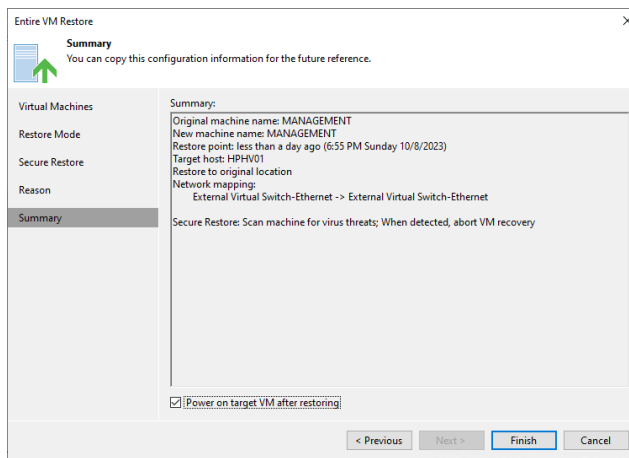 Entire VM Restore
Summary
You can copy this configuration information for the future reference.
Virtual Machines
Restore Mode
Secure Restore
Reason
Summary
Summary:
Original machine name: MANAGEMENT
New machine name: MANAGEMENT
Restore point: less than a day ago (6:55 PM Sunday 10/8/2023)
Target host: HPHV01
Restore to original location
Network mapping:
External Virtual Switch-Ethernet -> External Virtual Switch-Ethernet
Secure Restore: Scan machine for virus threats; When detected, abort VM recovery
Power on target VM after restoring
< Previous
Next >
Finish
Cancel